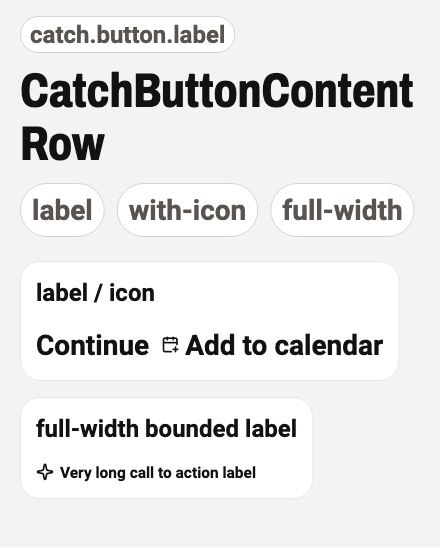 catch.button.label
CatchButtonContent
Row
label with-icon full-width
label / icon
Continue Add to calendar
full-width bounded label
Very long call to action label